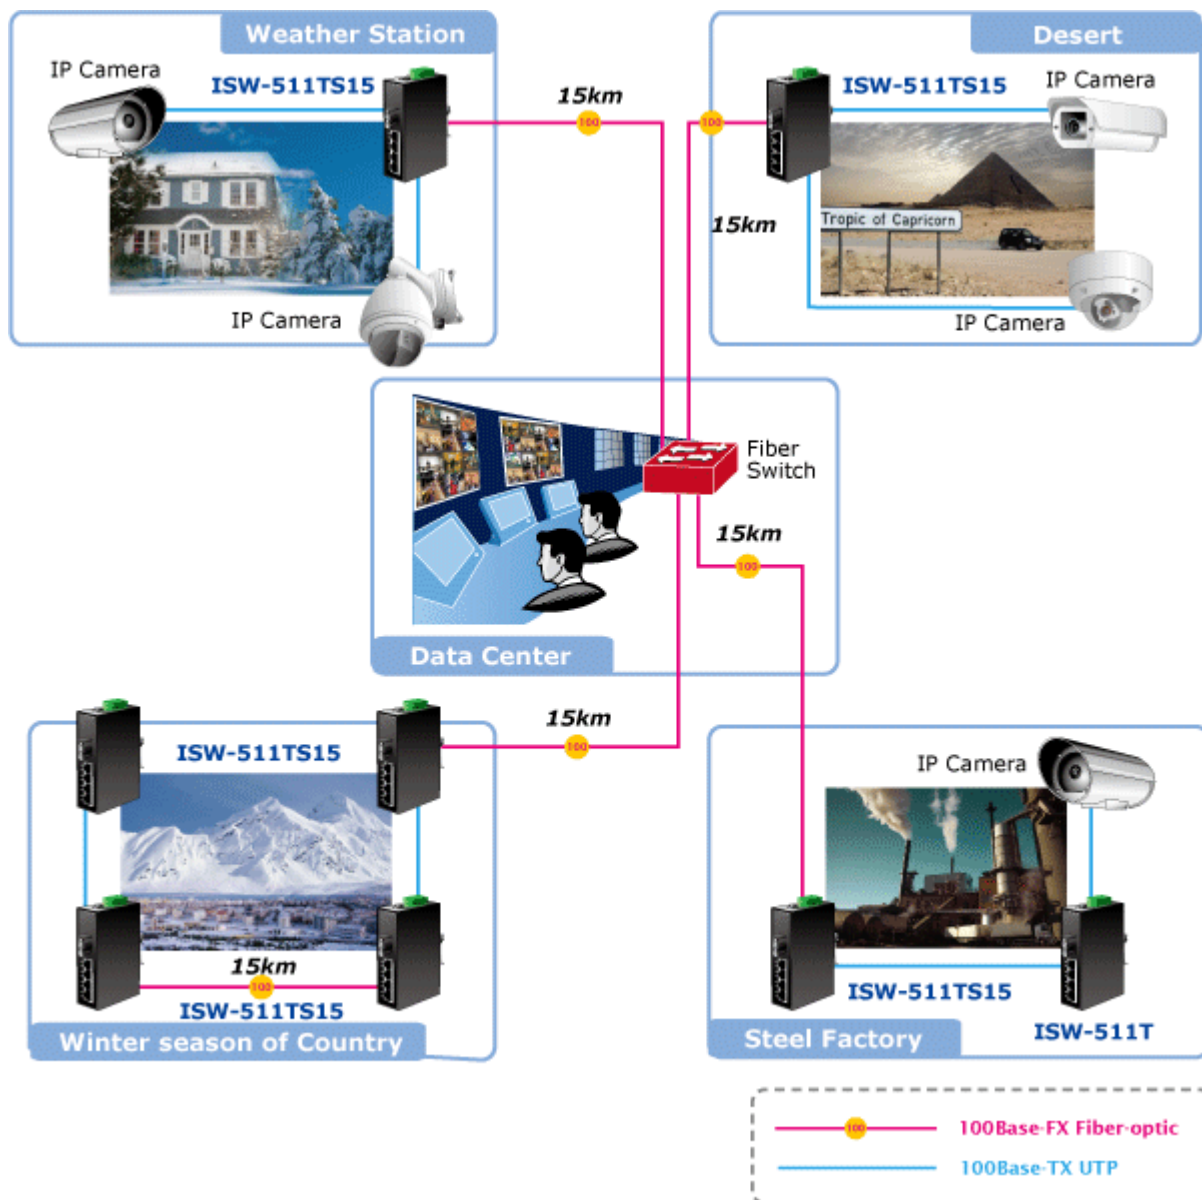 Weather Station
IP Camera
ISW-511TS15
15km
100
IP Camera
Desert
100
ISW-511TS15
IP Camera
15km
Tropic of Capricorn
IP Camera
Fiber
Switch
15km
100
Data Center
15km
100
ISW-511TS15
15km
100
ISW-511TS15
Winter season of Country
IP Camera
ISW-511TS15
ISW-511T
Steel Factory
100
100Base-FX Fiber-optic
100Base-TX UTP